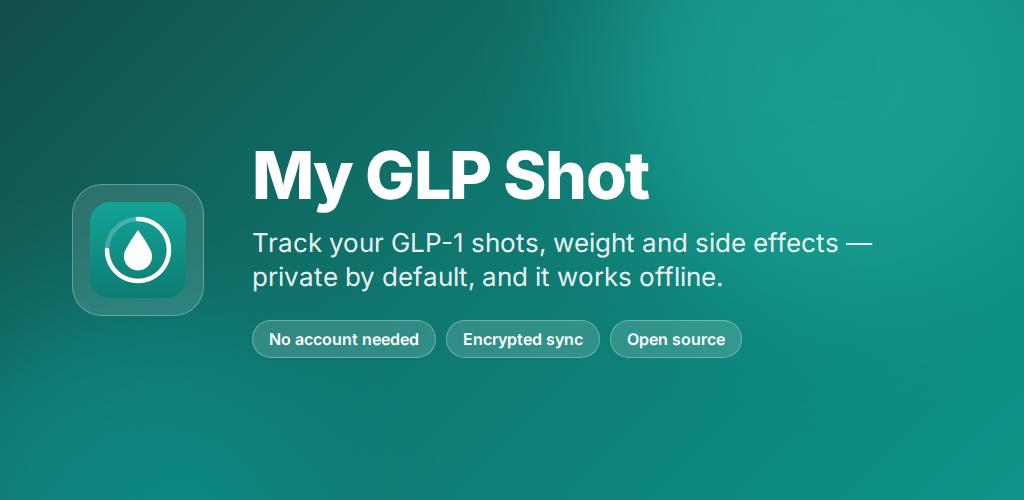 My GLP Shot
Track your GLP-1 shots, weight and side effects —
private by default, and it works offline.
No account needed
Encrypted sync
Open source